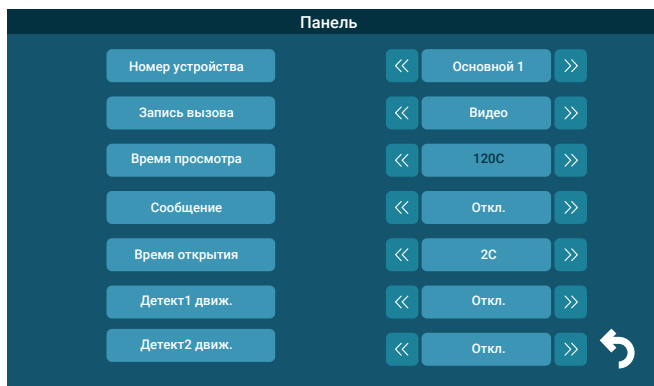 Панель
Номер устройства << Основной 1 >>
Запись вызова << Видео >>
Время просмотра << 120С >>
Сообщение << Откл. >>
Время открытия << 2С >>
Детект1 движ. << Откл. >>
Детект2 движ. << Откл. >>